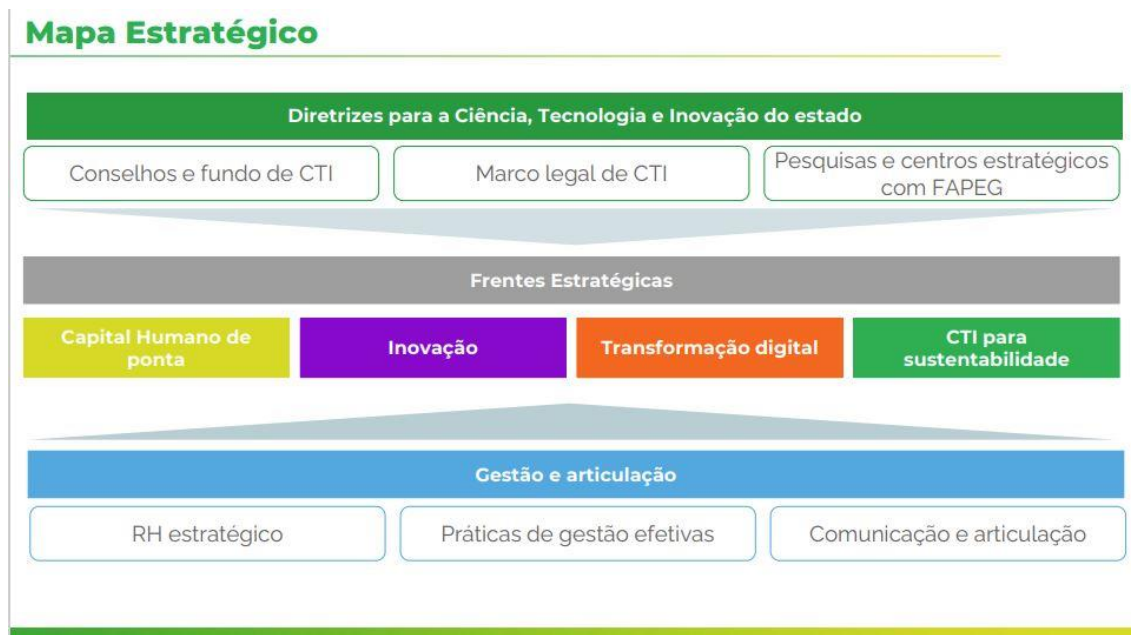 Mapa Estratégico
Diretrizes para a Ciência, Tecnologia e Inovação do estado
Conselhos e fundo de CTI
Marco legal de CTI
Pesquisas e centros estratégicos
com FAPEG
Frentes Estratégicas
Capital Humano de
ponta
Inovação
Transformação digital
CTI para
sustentabilidade
Gestão e articulação
RH estratégico
Práticas de gestão efetivas
Comunicação e articulação